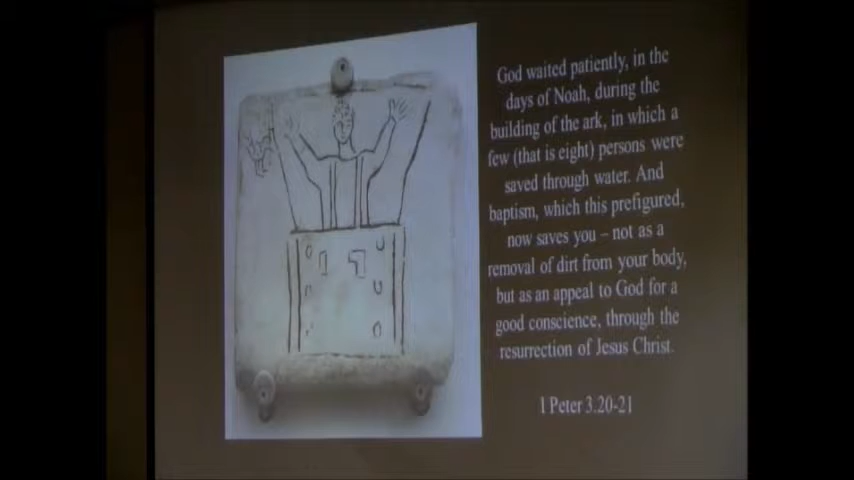 God waited patiently, in the
days of Noah, during the
building of the ark, in which a
few (that is eight) persons were
saved through water. And
baptism, which this prefigured,
now saves you – not as a
removal of dirt from your body,
but as an appeal to God for a
good conscience, through the
resurrection of Jesus Christ.
1 Peter 3.20-21